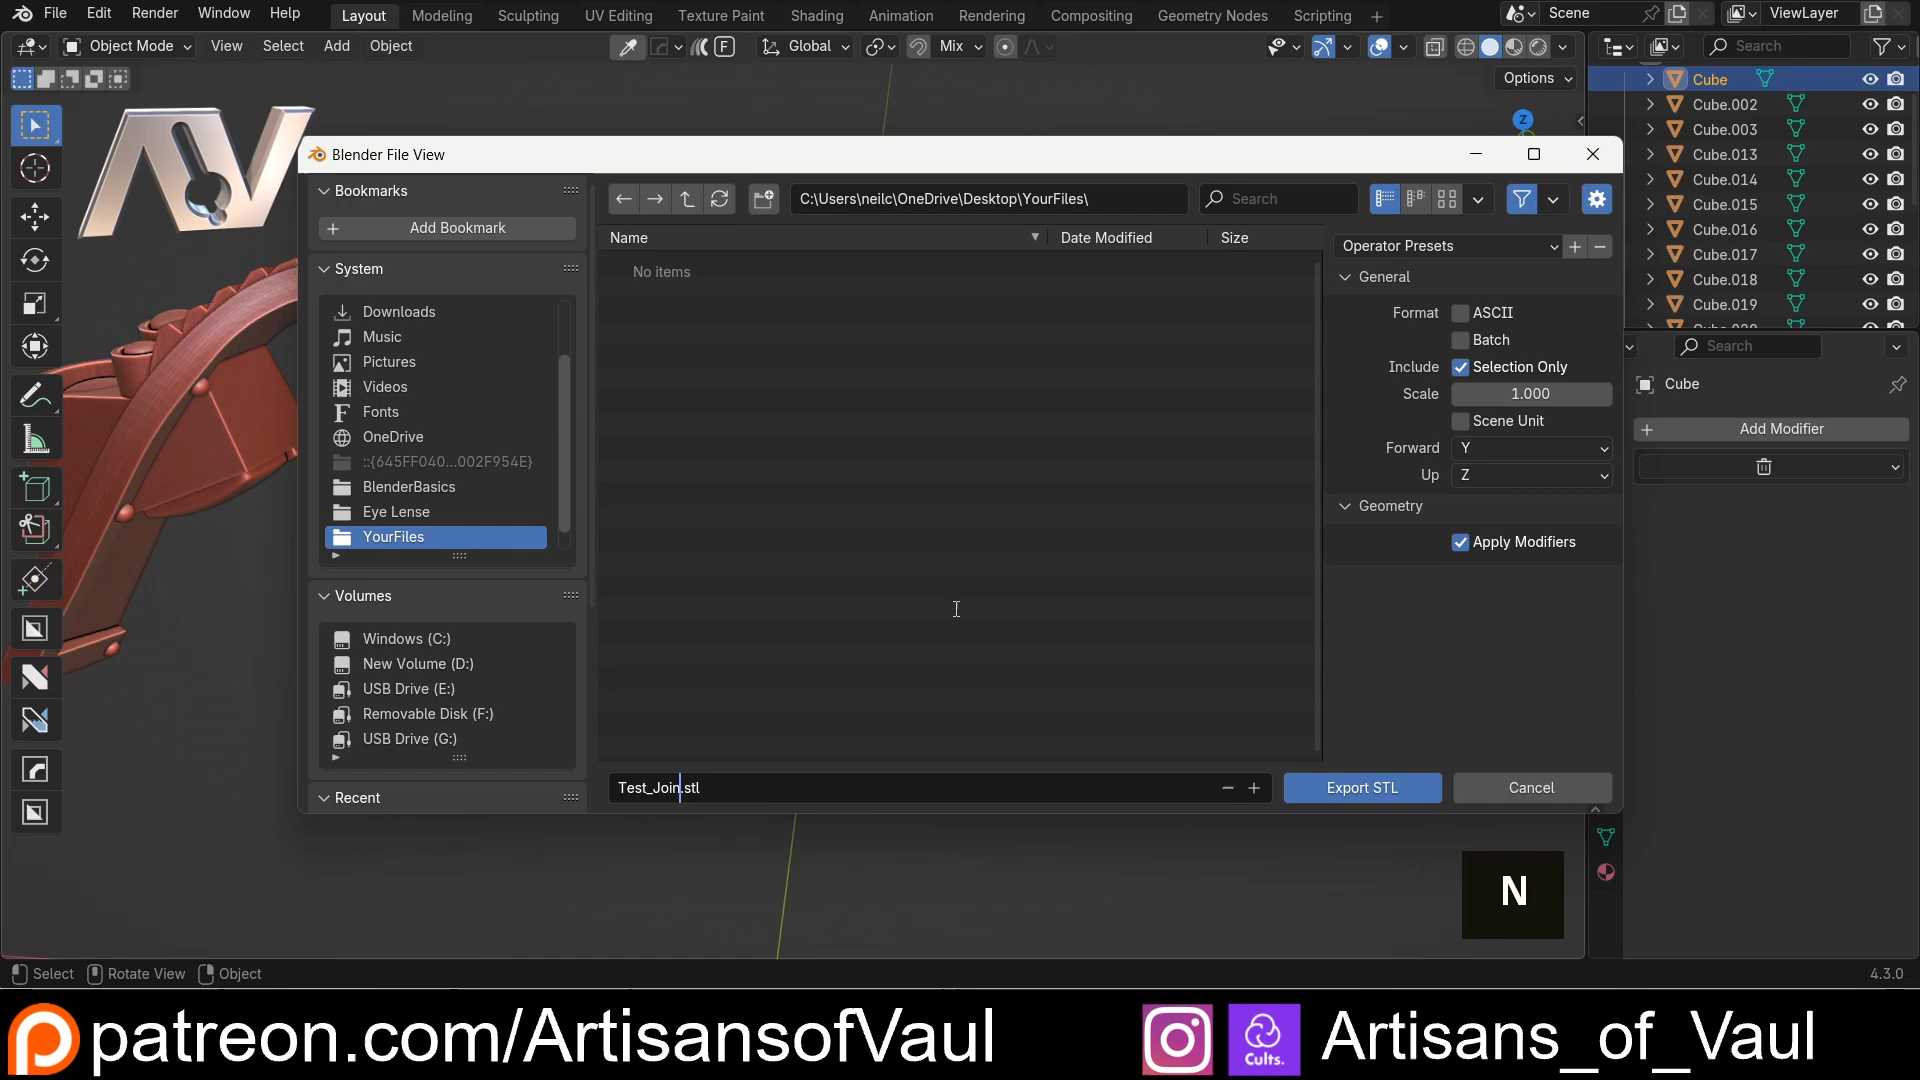 File Edit Render Window Help Layout Modeling Sculpting UV Editing Texture Paint Shading Animation Rendering Compositing Geometry Nodes Scripting + Scene ViewLayer
Object Mode View Select Add Object F Global Mix Search
Options
Cube
Cube.002
Cube.003
Cube.013
Cube.014
Cube.015
Cube.016
Cube.017
Cube.018
Cube.019
Search
Cube
+ Add Modifier
AV
Z
Blender File View
Bookmarks
+ Add Bookmark
System
Downloads
Music
Pictures
Videos
Fonts
OneDrive
::{645FF040...002F954E}
BlenderBasics
Eye Lense
YourFiles
Volumes
Windows (C:)
New Volume (D:)
USB Drive (E:)
Removable Disk (F:)
USB Drive (G:)
Recent
C:\Users\neilc\OneDrive\Desktop\YourFiles\ Search
Name Date Modified Size
No items
Operator Presets
General
Format ASCII
Batch
Include Selection Only
Scale 1.000
Scene Unit
Forward Y
Up Z
Geometry
Apply Modifiers
Test_Join.stl
Export STL Cancel
N
Select Rotate View Object 4.3.0
patreon.com/ArtisansofVaul Cults. Artisans_of_Vaul